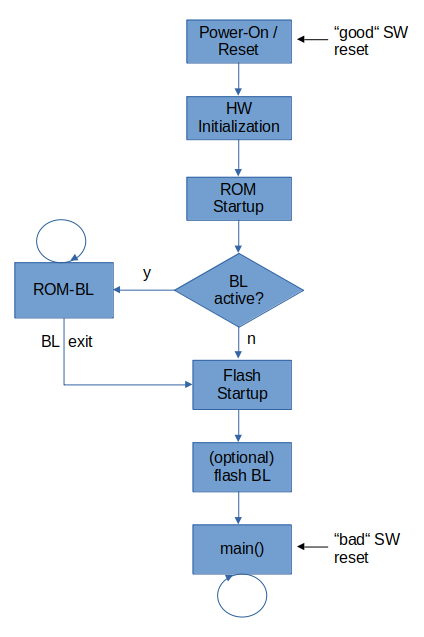 Power-On /
Reset
“good“ SW
reset
HW
Initialization
ROM
Startup
BL
active?
y
ROM-BL
n
BL exit
Flash
Startup
(optional)
flash BL
main()
“bad“ SW
reset